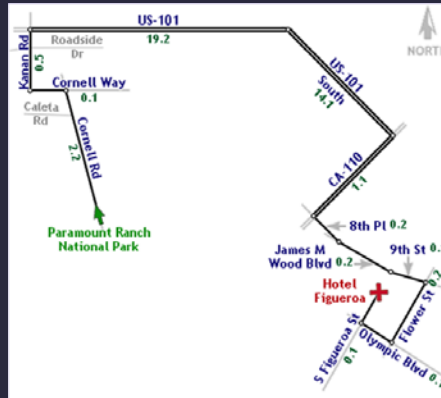 US-101
19.2
Roadside
Dr
NORTH
Kanan Rd
0.5
Cornell Way
0.1
Caleta
Rd
Cornell Rd
2.2
US-101
South
14.1
CA-110
1.1
Paramount Ranch
National Park
8th Pl 0.2
James M
Wood Blvd 0.2
9th St
Hotel
Figueroa
Flower St
S Figueroa St
0.1
Olympic Blvd